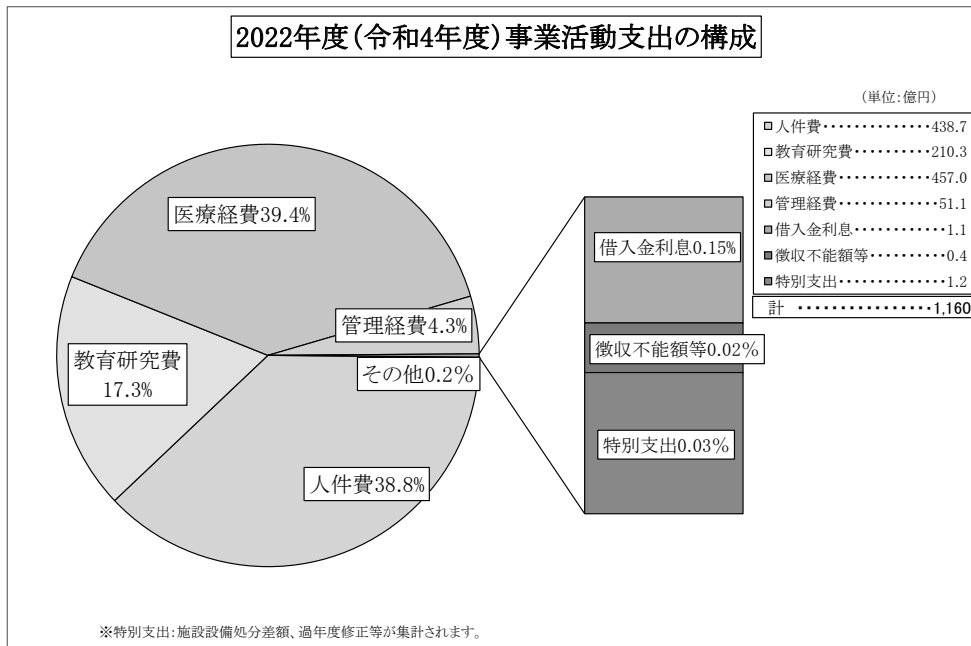 2022年度(令和4年度)事業活動支出の構成
(単位:億円)
■人件費・・・・・・・・・・・・・・438.7
■教育研究費・・・・・・・・・・210.3
■医療経費・・・・・・・・・・・・457.0
■管理経費・・・・・・・・・・・・・51.1
■借入金利息・・・・・・・・・・・・1.1
■徴収不能額等・・・・・・・・・0.4
■特別支出・・・・・・・・・・・・・・1.2
計 ・・・・・・・・・・・・・・・・1,160
医療経費39.4%
管理経費4.3%
その他0.2%
教育研究費
17.3%
人件費38.8%
借入金利息0.15%
徴収不能額等0.02%
特別支出0.03%
※特別支出:施設設備処分差額、過年度修正等が集計されます。